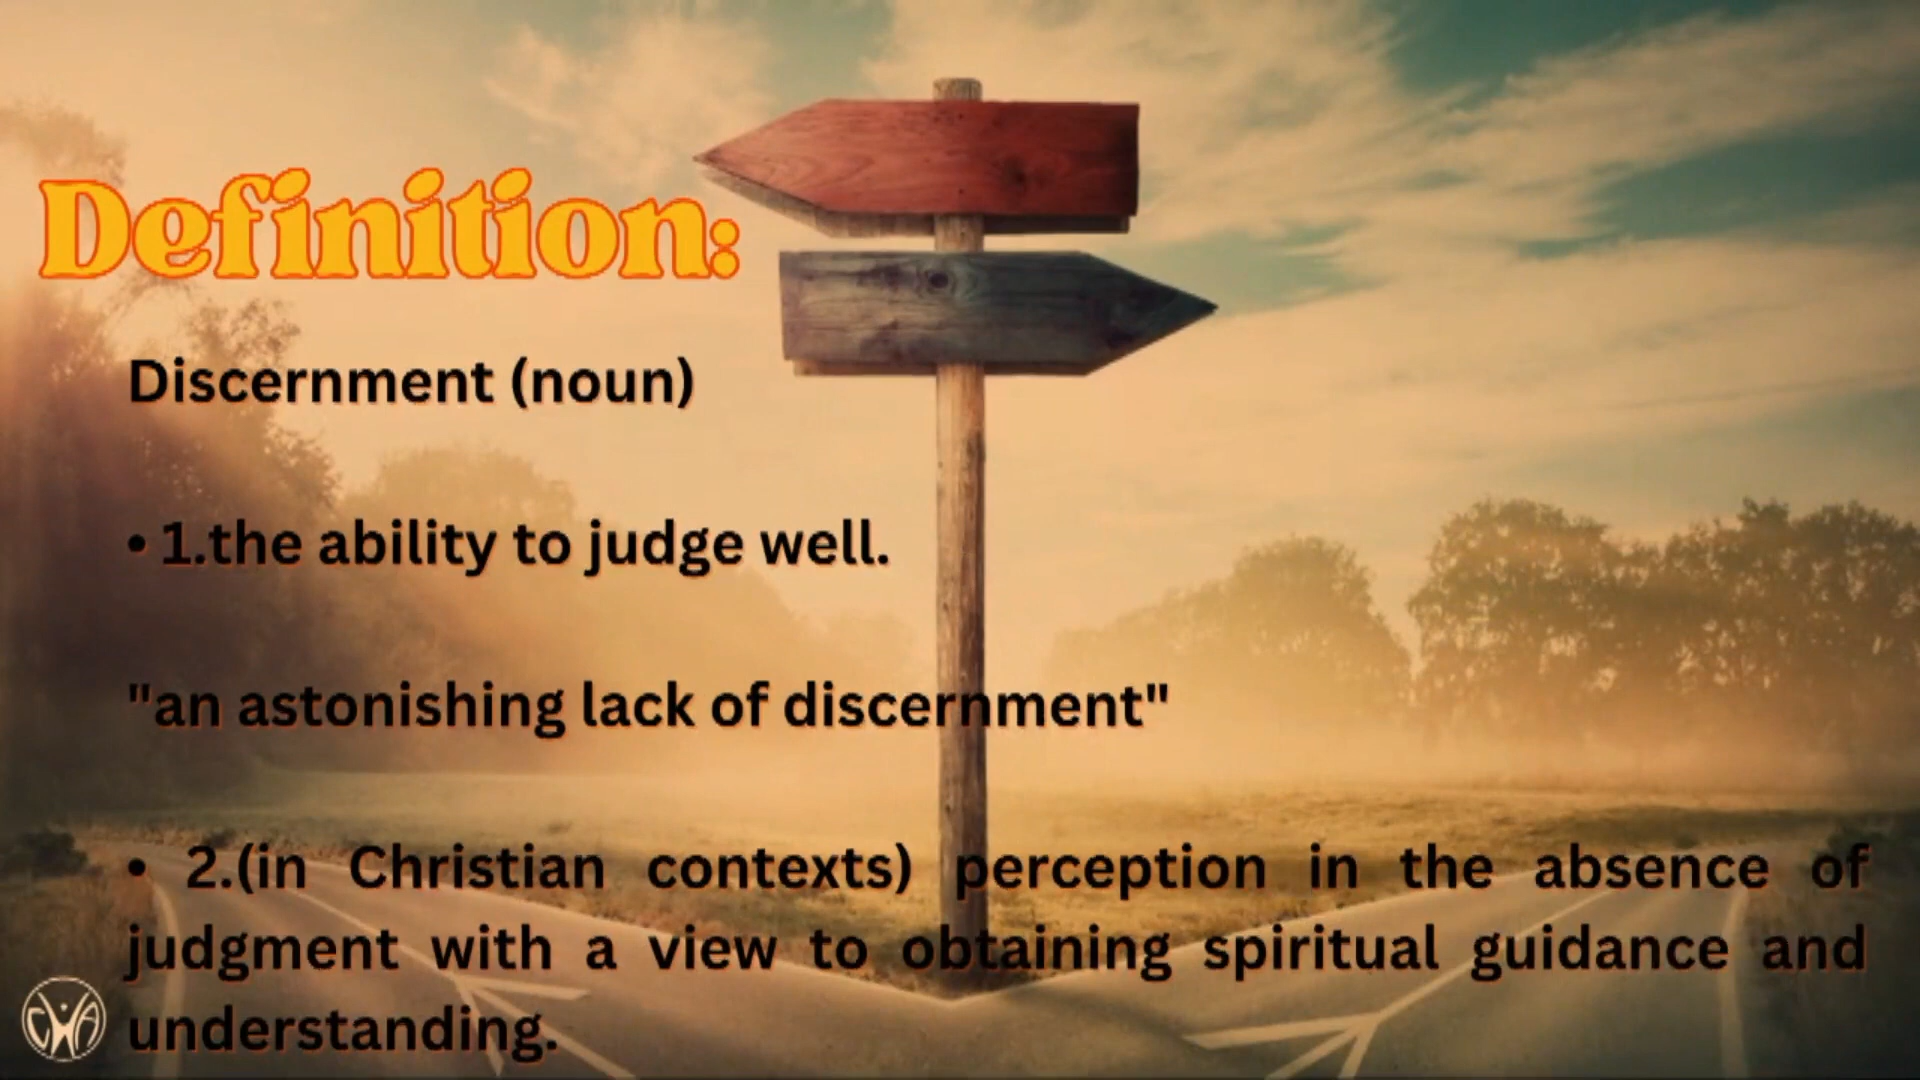 Definition:
Discernment (noun)
• 1.the ability to judge well.
"an astonishing lack of discernment"
• 2.(in Christian contexts) perception in the absence of
judgment with a view to obtaining spiritual guidance and
understanding.
CWA